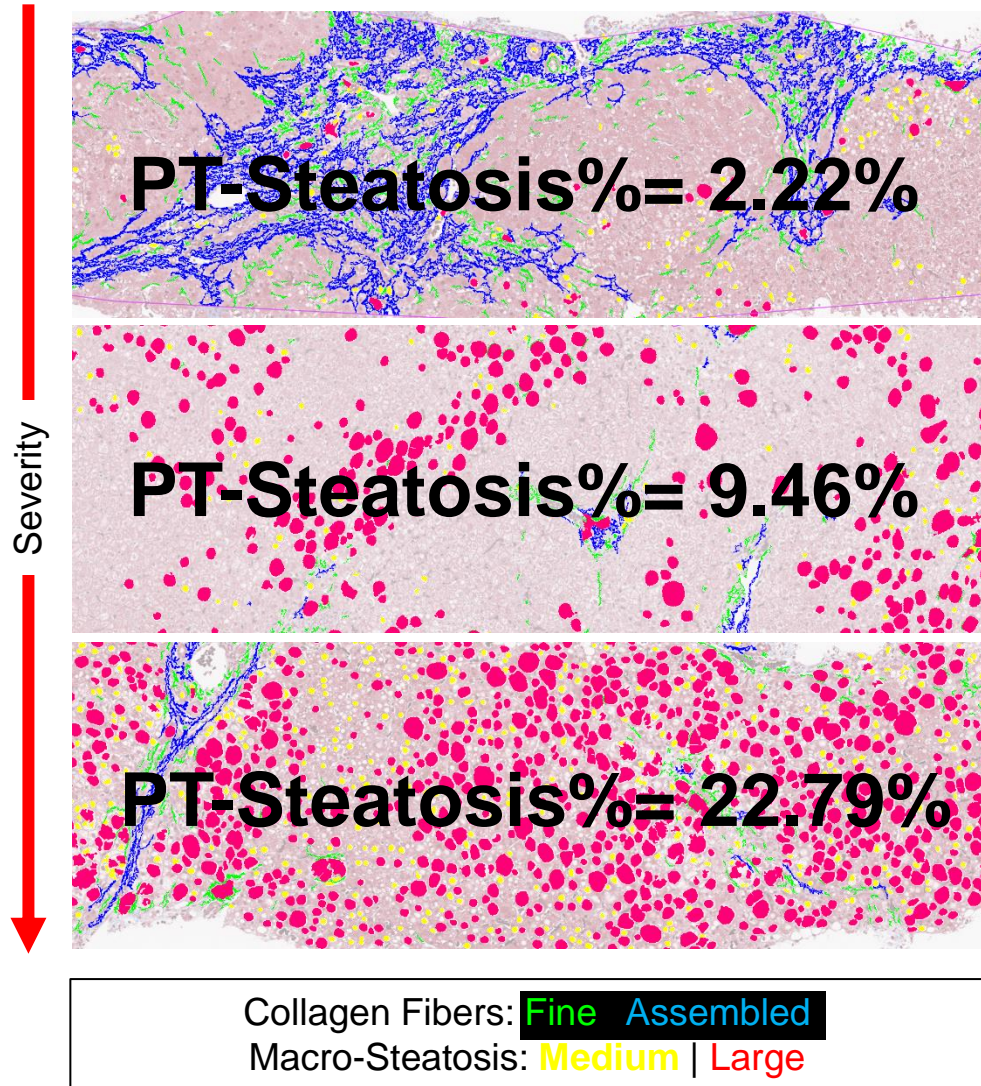 PT-Steatosis%= 2.22%
Severity
PT-Steatosis%= 9.46%
PT-Steatosis%= 22.79%
Collagen Fibers: Fine Assembled
Macro-Steatosis: Medium | Large